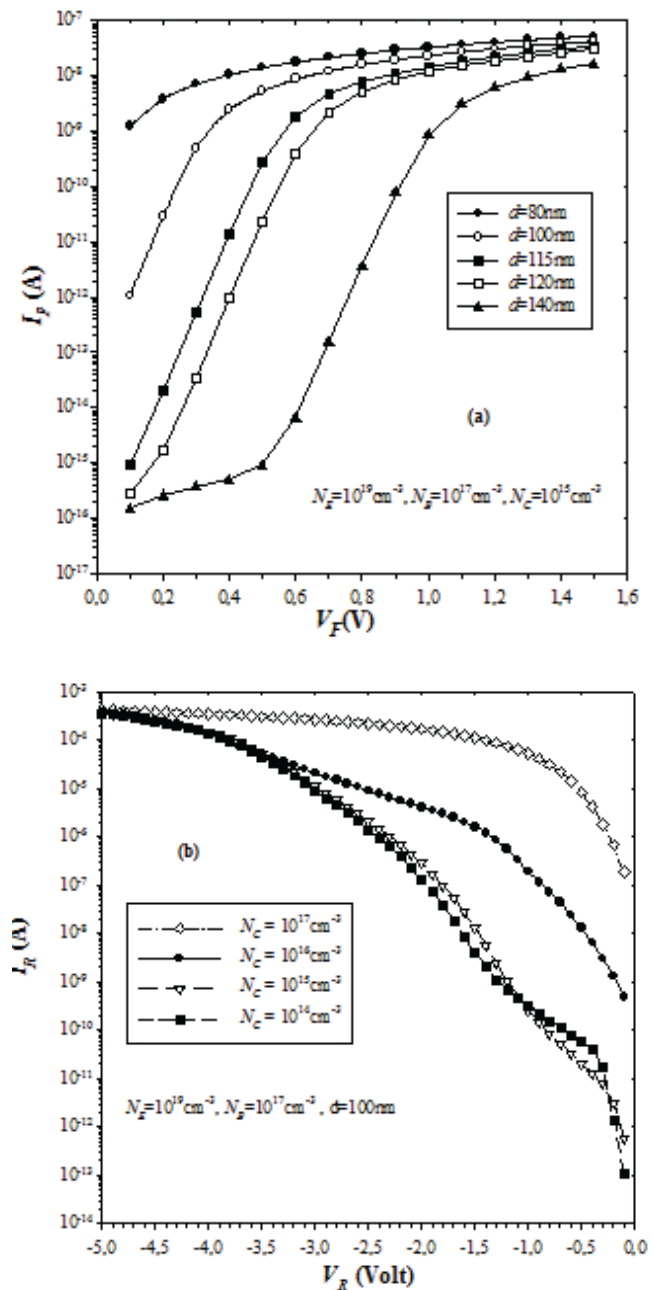 10⁻⁷
10⁻⁸
10⁻⁹
10⁻¹⁰
10⁻¹¹
10⁻¹²
10⁻¹³
10⁻¹⁴
10⁻¹⁵
10⁻¹⁶
10⁻¹⁷
I_F (A)
d=80nm
d=100nm
d=115nm
d=120nm
d=140nm
(a)
N_E=10¹⁹cm⁻³, N_B=10¹⁷cm⁻³, N_C=10¹⁵cm⁻³
0,0 0,2 0,4 0,6 0,8 1,0 1,2 1,4 1,6
V_F(V)
10⁻³
10⁻⁴
10⁻⁵
10⁻⁶
10⁻⁷
10⁻⁸
10⁻⁹
10⁻¹⁰
10⁻¹¹
10⁻¹²
10⁻¹³
10⁻¹⁴
I_R (A)
(b)
N_C = 10¹⁷cm⁻³
N_C = 10¹⁶cm⁻³
N_C = 10¹⁵cm⁻³
N_C = 10¹⁴cm⁻³
N_E=10¹⁹cm⁻³, N_B=10¹⁷cm⁻³ , d=100nm
-5,0 -4,5 -4,0 -3,5 -3,0 -2,5 -2,0 -1,5 -1,0 -0,5 0,0
V_R (Volt)